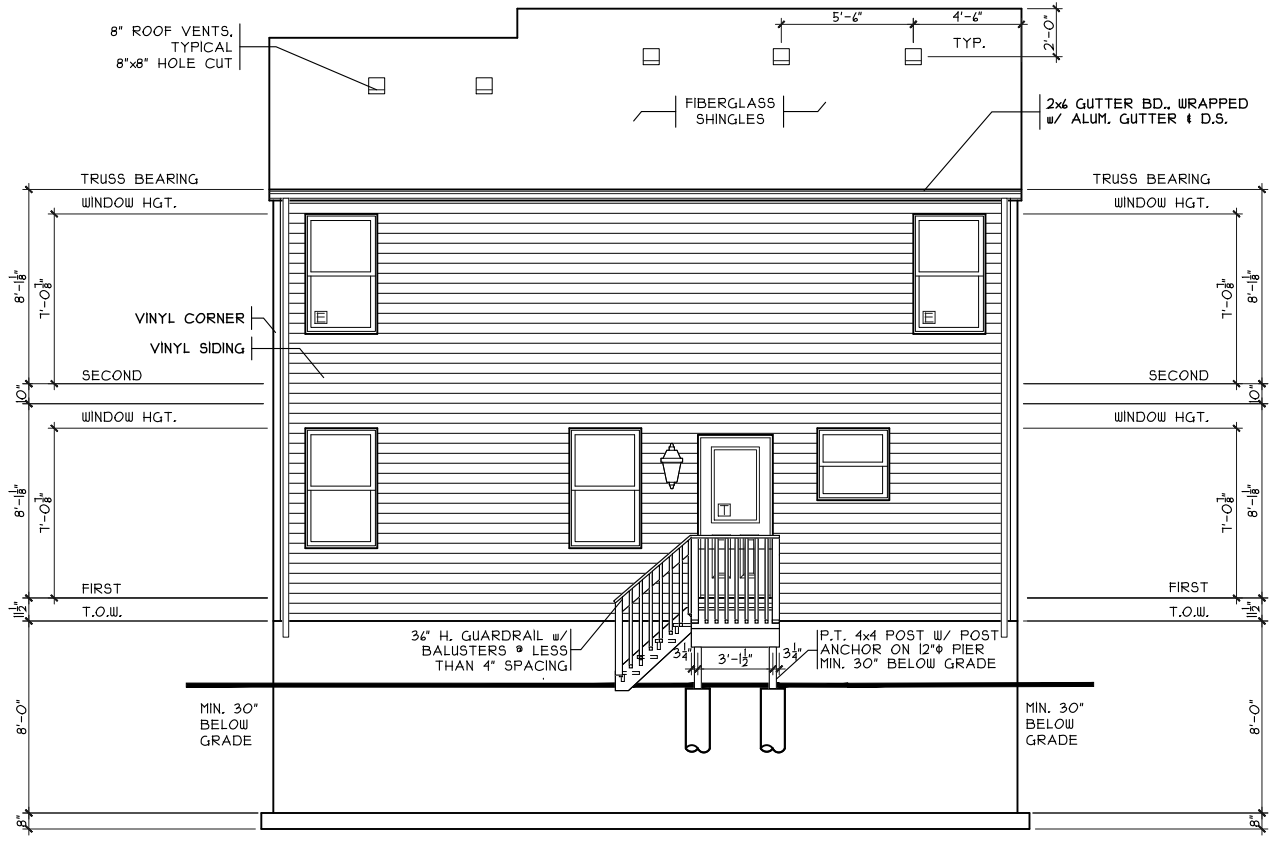 8" ROOF VENTS.
TYPICAL
8"x8" HOLE CUT
5'-6"
4'-6"
TYP.
2'-0"
FIBERGLASS
SHINGLES
2x6 GUTTER BD., WRAPPED
w/ ALUM. GUTTER & D.S.
TRUSS BEARING
TRUSS BEARING
WINDOW HGT.
WINDOW HGT.
8'-1 1/8"
7'-0 1/8"
7'-0 1/8"
8'-1 1/8"
E
E
VINYL CORNER
VINYL SIDING
SECOND
SECOND
10"
10"
WINDOW HGT.
WINDOW HGT.
8'-1 1/8"
7'-0 1/8"
7'-0 1/8"
8'-1 1/8"
T
FIRST
FIRST
11 1/2"
11 1/2"
T.O.W.
T.O.W.
36" H. GUARDRAIL w/
BALUSTERS @ LESS
THAN 4" SPACING
3 1/4"
3'-1 1/2"
3 1/4"
P.T. 4x4 POST W/ POST
ANCHOR ON 12"ϕ PIER
MIN. 30" BELOW GRADE
MIN. 30"
BELOW
GRADE
MIN. 30"
BELOW
GRADE
8'-0"
8'-0"
8"
8"